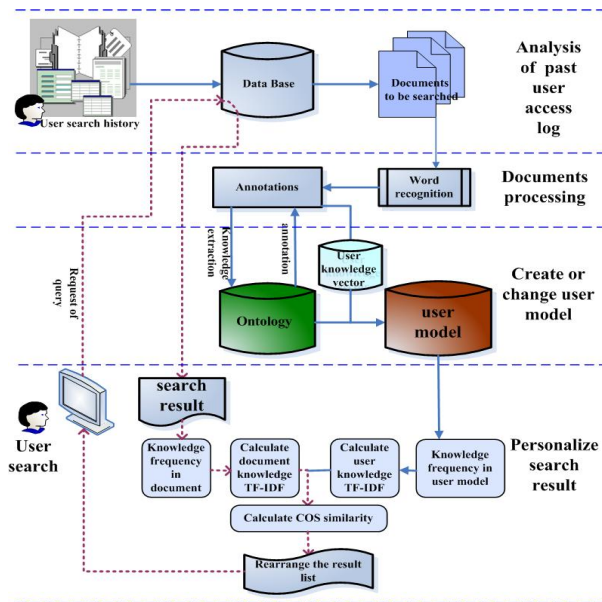 User search history
Data Base
Documents
to be searched
Analysis
of past
user
access
log
Annotations
Word
recognition
Documents
processing
Knowledge
extraction
annotation
User
knowledge
vector
Ontology
user
model
Create or
change user
model
Request of
query
User
search
search
result
Knowledge
frequency
in
document
Calculate
document
knowledge
TF-IDF
Calculate
user
knowledge
TF-IDF
Knowledge
frequency in
user model
Personalize
search
result
Calculate COS similarity
Rearrange the result
list